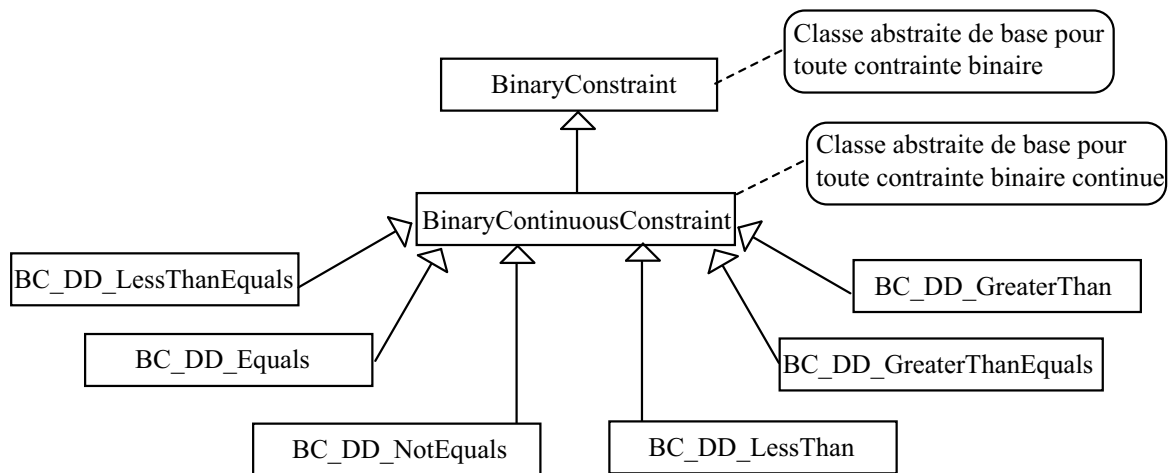 Classe abstraite de base pour
toute contrainte binaire
BinaryConstraint
Classe abstraite de base pour
toute contrainte binaire continue
BinaryContinuousConstraint
BC_DD_LessThanEquals
BC_DD_GreaterThan
BC_DD_Equals
BC_DD_GreaterThanEquals
BC_DD_NotEquals
BC_DD_LessThan